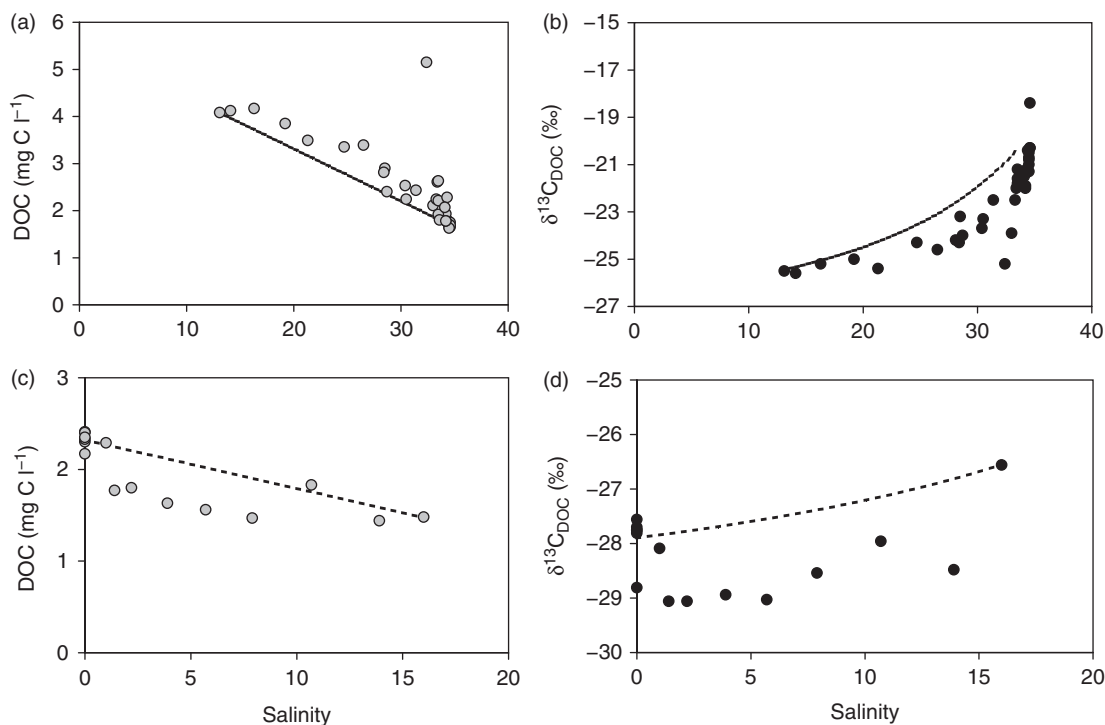 (a)
6
5
4
3
2
1
0
DOC (mg C l⁻¹)
0 10 20 30 40
(b)
−15
−17
−19
−21
−23
−25
−27
δ¹³C_DOC (‰)
0 10 20 30 40
(c)
3
2
1
0
DOC (mg C l⁻¹)
0 5 10 15 20
Salinity
(d)
−25
−26
−27
−28
−29
−30
δ¹³C_DOC (‰)
0 5 10 15 20
Salinity